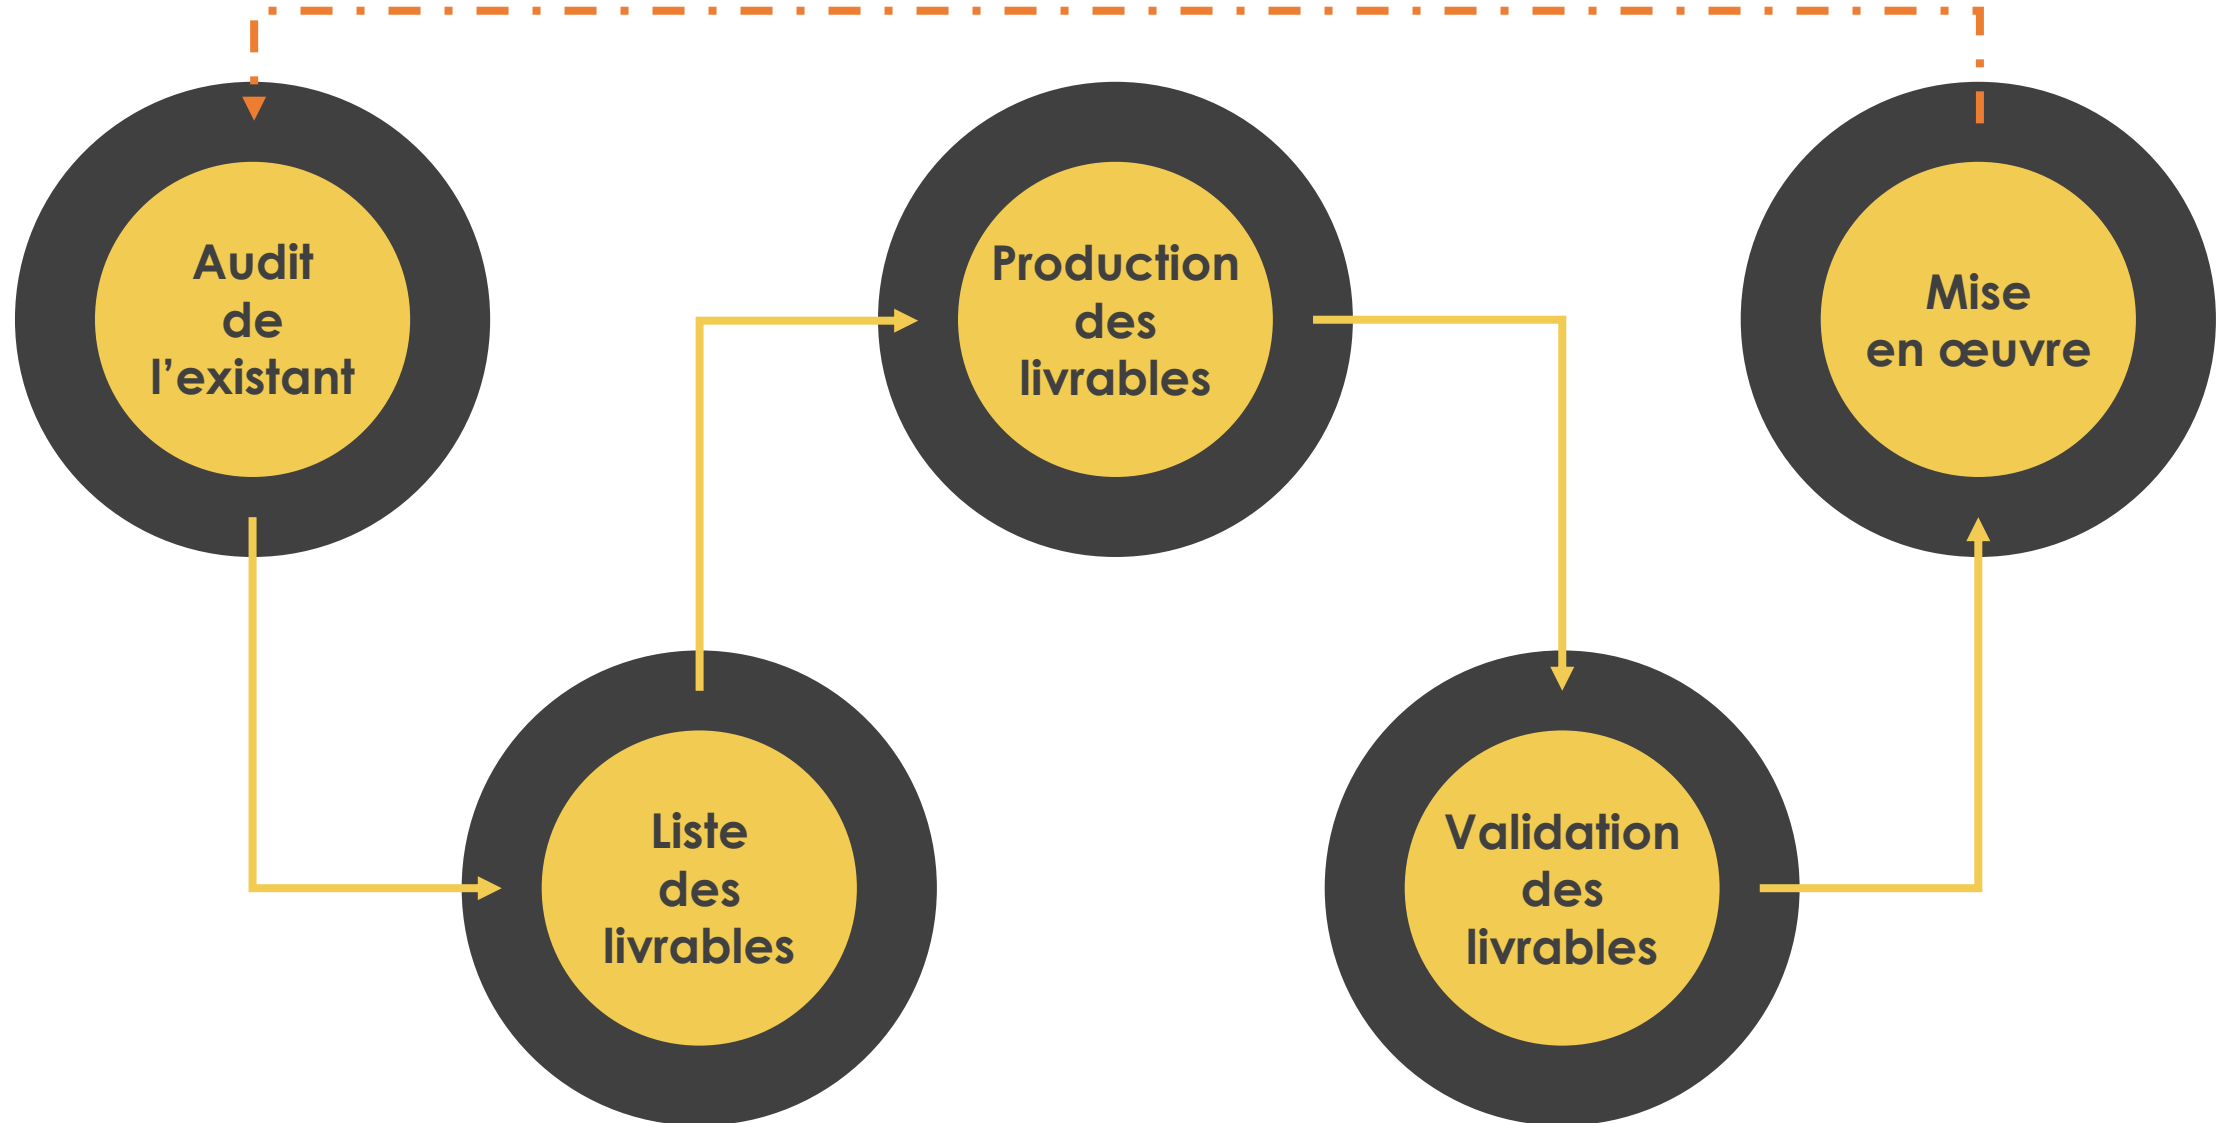 Audit
de
l’existant
Liste
des
livrables
Production
des
livrables
Validation
des
livrables
Mise
en œuvre